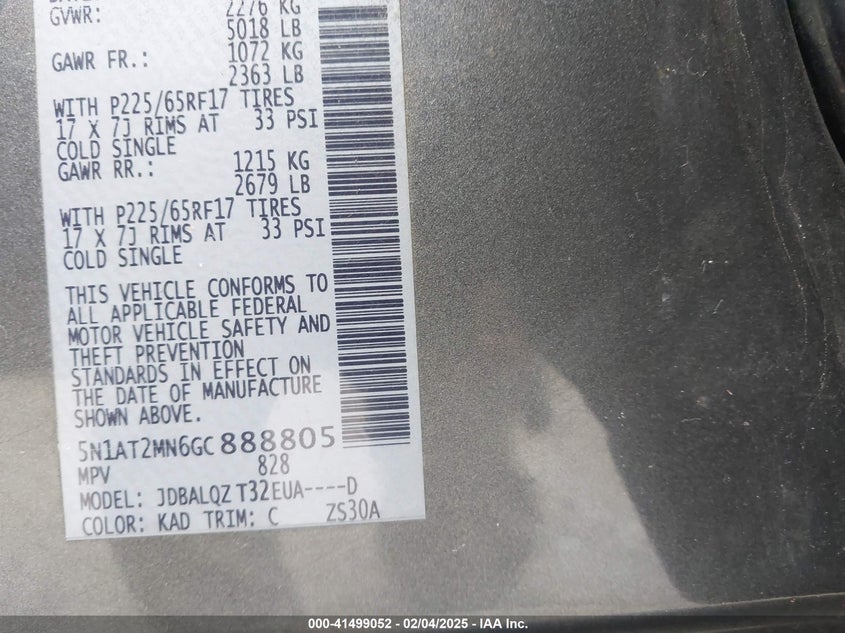 GVWR: 2276 KG
5018 LB
GAWR FR.: 1072 KG
2363 LB
WITH P225/65RF17 TIRES
17 X 7J RIMS AT 33 PSI
COLD SINGLE
GAWR RR.: 1215 KG
2679 LB
WITH P225/65RF17 TIRES
17 X 7J RIMS AT 33 PSI
COLD SINGLE
THIS VEHICLE CONFORMS TO
ALL APPLICABLE FEDERAL
MOTOR VEHICLE SAFETY AND
THEFT PREVENTION
STANDARDS IN EFFECT ON
THE DATE OF MANUFACTURE
SHOWN ABOVE.
5N1AT2MN6GC888805
MPV 828
MODEL: JDBALQZ T32EUA----D
COLOR: KAD TRIM: C ZS30A
000-41499052 - 02/04/2025 - IAA Inc.